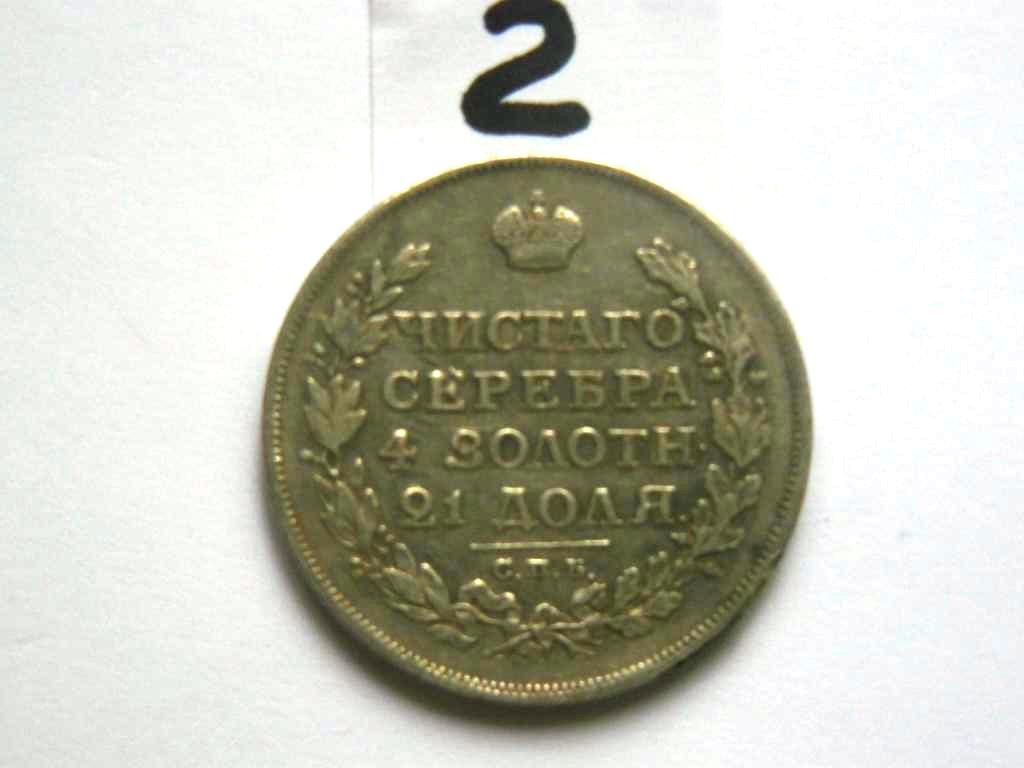 2
ЧИСТАГО
СЕРЕБРА
4 ЗОЛОТН.
21 ДОЛЯ.
С.П.Б.